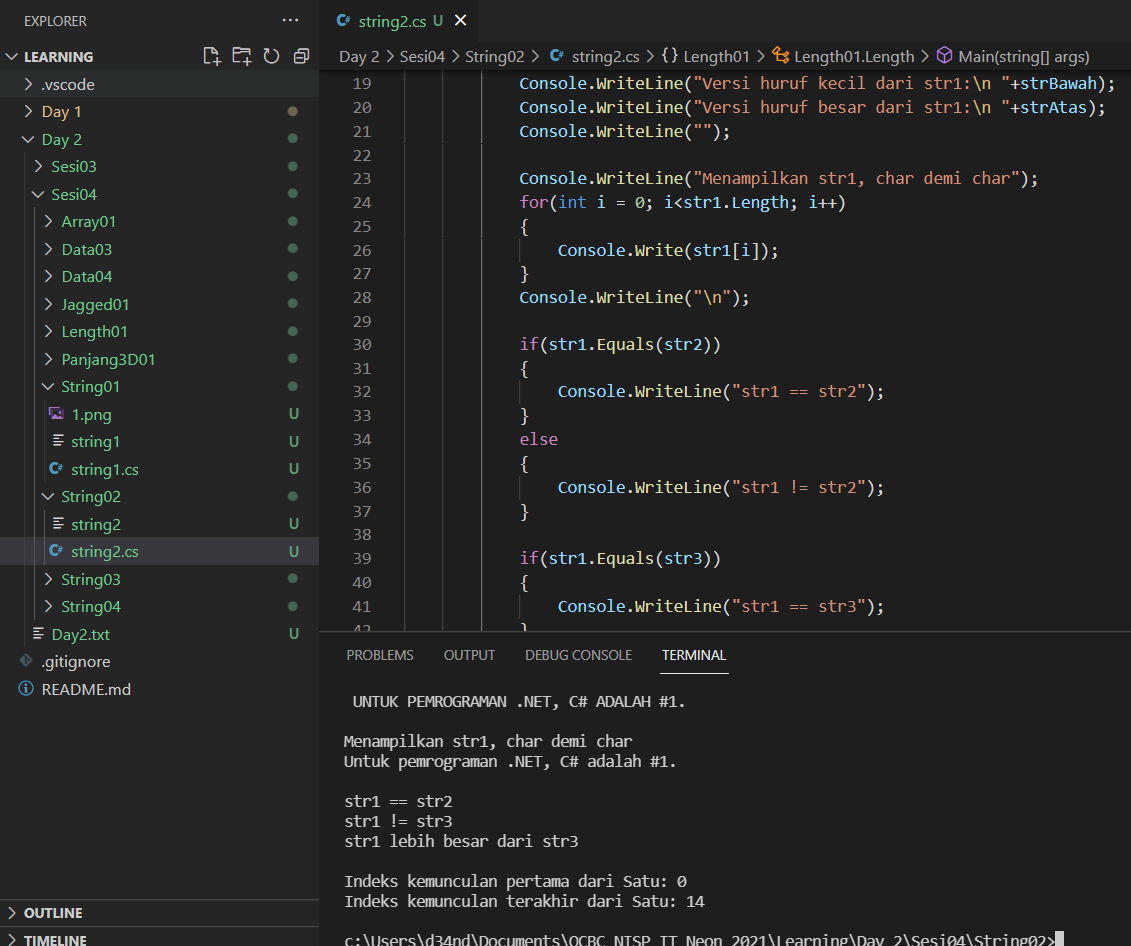 EXPLORER
LEARNING
.vscode
Day 1
Day 2
Sesi03
Sesi04
Array01
Data03
Data04
Jagged01
Length01
Panjang3D01
String01
1.png U
string1 U
string1.cs U
String02
string2 U
string2.cs U
String03
String04
Day2.txt U
.gitignore
README.md
OUTLINE
TIMELINE
string2.cs U
Day 2 > Sesi04 > String02 > string2.cs > {} Length01 > Length01.Length > Main(string[] args)
19 Console.WriteLine("Versi huruf kecil dari str1:\n "+strBawah);
20 Console.WriteLine("Versi huruf besar dari str1:\n "+strAtas);
21 Console.WriteLine("");
22
23 Console.WriteLine("Menampilkan str1, char demi char");
24 for(int i = 0; i<str1.Length; i++)
25 {
26 Console.Write(str1[i]);
27 }
28 Console.WriteLine("\n");
29
30 if(str1.Equals(str2))
31 {
32 Console.WriteLine("str1 == str2");
33 }
34 else
35 {
36 Console.WriteLine("str1 != str2");
37 }
38
39 if(str1.Equals(str3))
40 {
41 Console.WriteLine("str1 == str3");
42 }
PROBLEMS OUTPUT DEBUG CONSOLE TERMINAL
UNTUK PEMROGRAMAN .NET, C# ADALAH #1.
Menampilkan str1, char demi char
Untuk pemrograman .NET, C# adalah #1.
str1 == str2
str1 != str3
str1 lebih besar dari str3
Indeks kemunculan pertama dari Satu: 0
Indeks kemunculan terakhir dari Satu: 14
c:\Users\d34nd\Documents\OCBC NTSP IT Neon 2021\Learning\Day 2\Sesi04\String02>